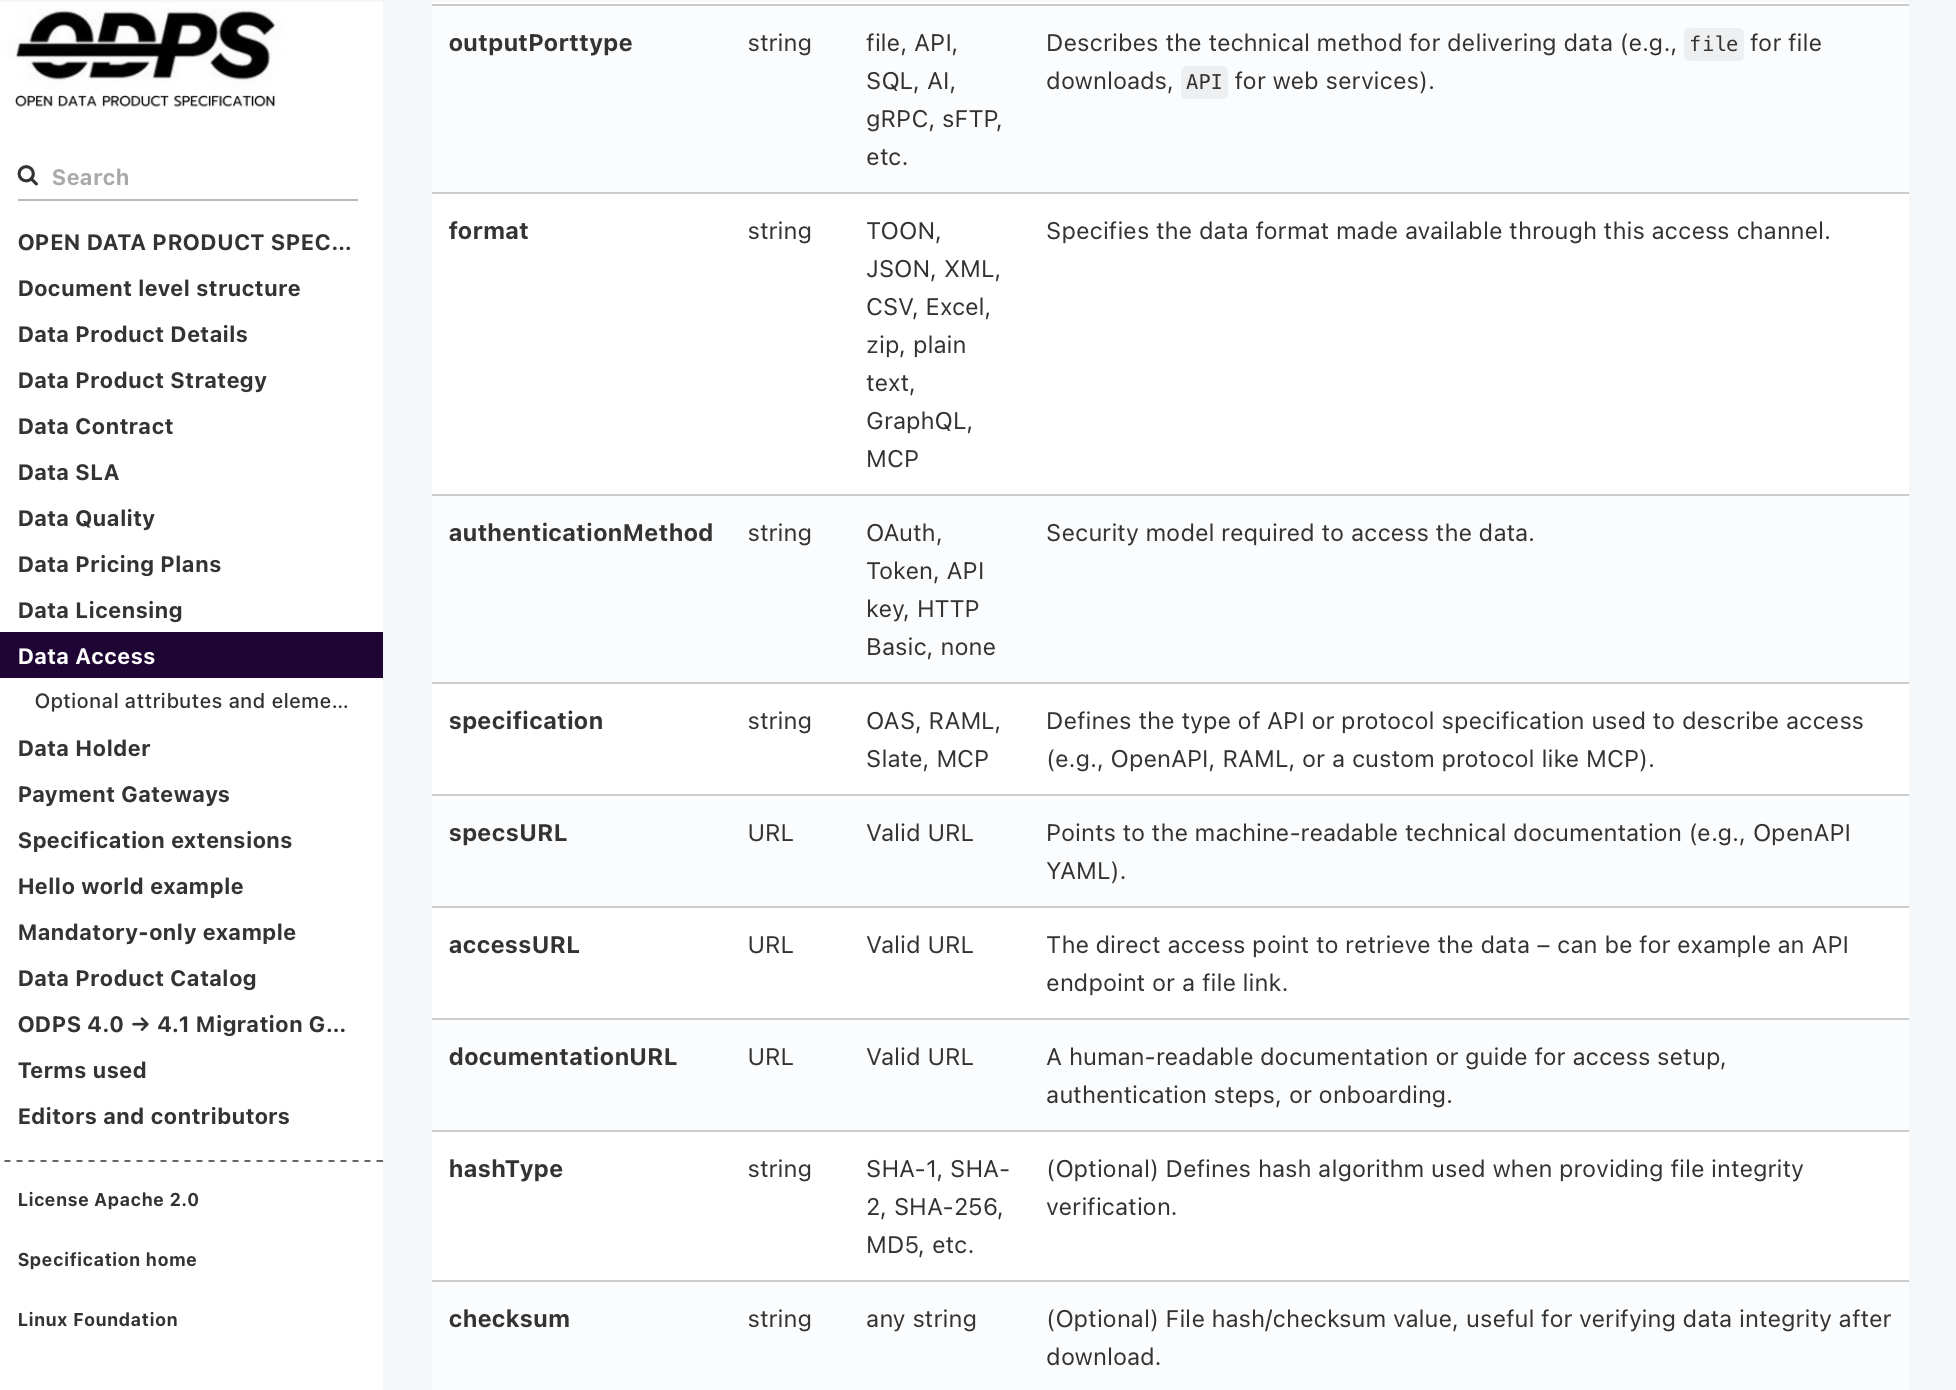 ODPS
OPEN DATA PRODUCT SPECIFICATION
Search
OPEN DATA PRODUCT SPEC...
Document level structure
Data Product Details
Data Product Strategy
Data Contract
Data SLA
Data Quality
Data Pricing Plans
Data Licensing
Data Access
Optional attributes and eleme...
Data Holder
Payment Gateways
Specification extensions
Hello world example
Mandatory-only example
Data Product Catalog
ODPS 4.0 → 4.1 Migration G...
Terms used
Editors and contributors
License Apache 2.0
Specification home
Linux Foundation
outputPorttype string file, API, Describes the technical method for delivering data (e.g., file for file
SQL, AI, downloads, API for web services).
gRPC, sFTP,
etc.
format string TOON, Specifies the data format made available through this access channel.
JSON, XML,
CSV, Excel,
zip, plain
text,
GraphQL,
MCP
authenticationMethod string OAuth, Security model required to access the data.
Token, API
key, HTTP
Basic, none
specification string OAS, RAML, Defines the type of API or protocol specification used to describe access
Slate, MCP (e.g., OpenAPI, RAML, or a custom protocol like MCP).
specsURL URL Valid URL Points to the machine-readable technical documentation (e.g., OpenAPI
YAML).
accessURL URL Valid URL The direct access point to retrieve the data – can be for example an API
endpoint or a file link.
documentationURL URL Valid URL A human-readable documentation or guide for access setup,
authentication steps, or onboarding.
hashType string SHA-1, SHA- (Optional) Defines hash algorithm used when providing file integrity
2, SHA-256, verification.
MD5, etc.
checksum string any string (Optional) File hash/checksum value, useful for verifying data integrity after
download.